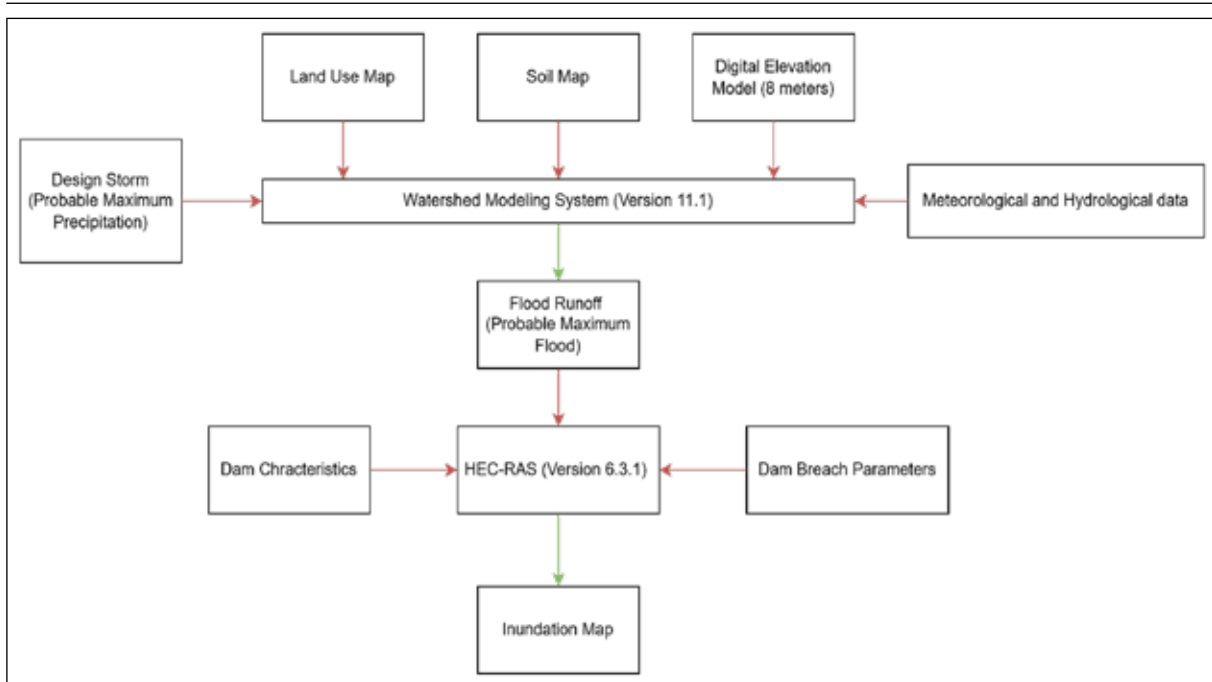 Land Use Map
Soil Map
Digital Elevation
Model (8 meters)
Design Storm
(Probable Maximum
Precipitation)
Watershed Modeling System (Version 11.1)
Meteorological and Hydrological data
Flood Runoff
(Probable Maximum
Flood)
Dam Chracteristics
HEC-RAS (Version 6.3.1)
Dam Breach Parameters
Inundation Map